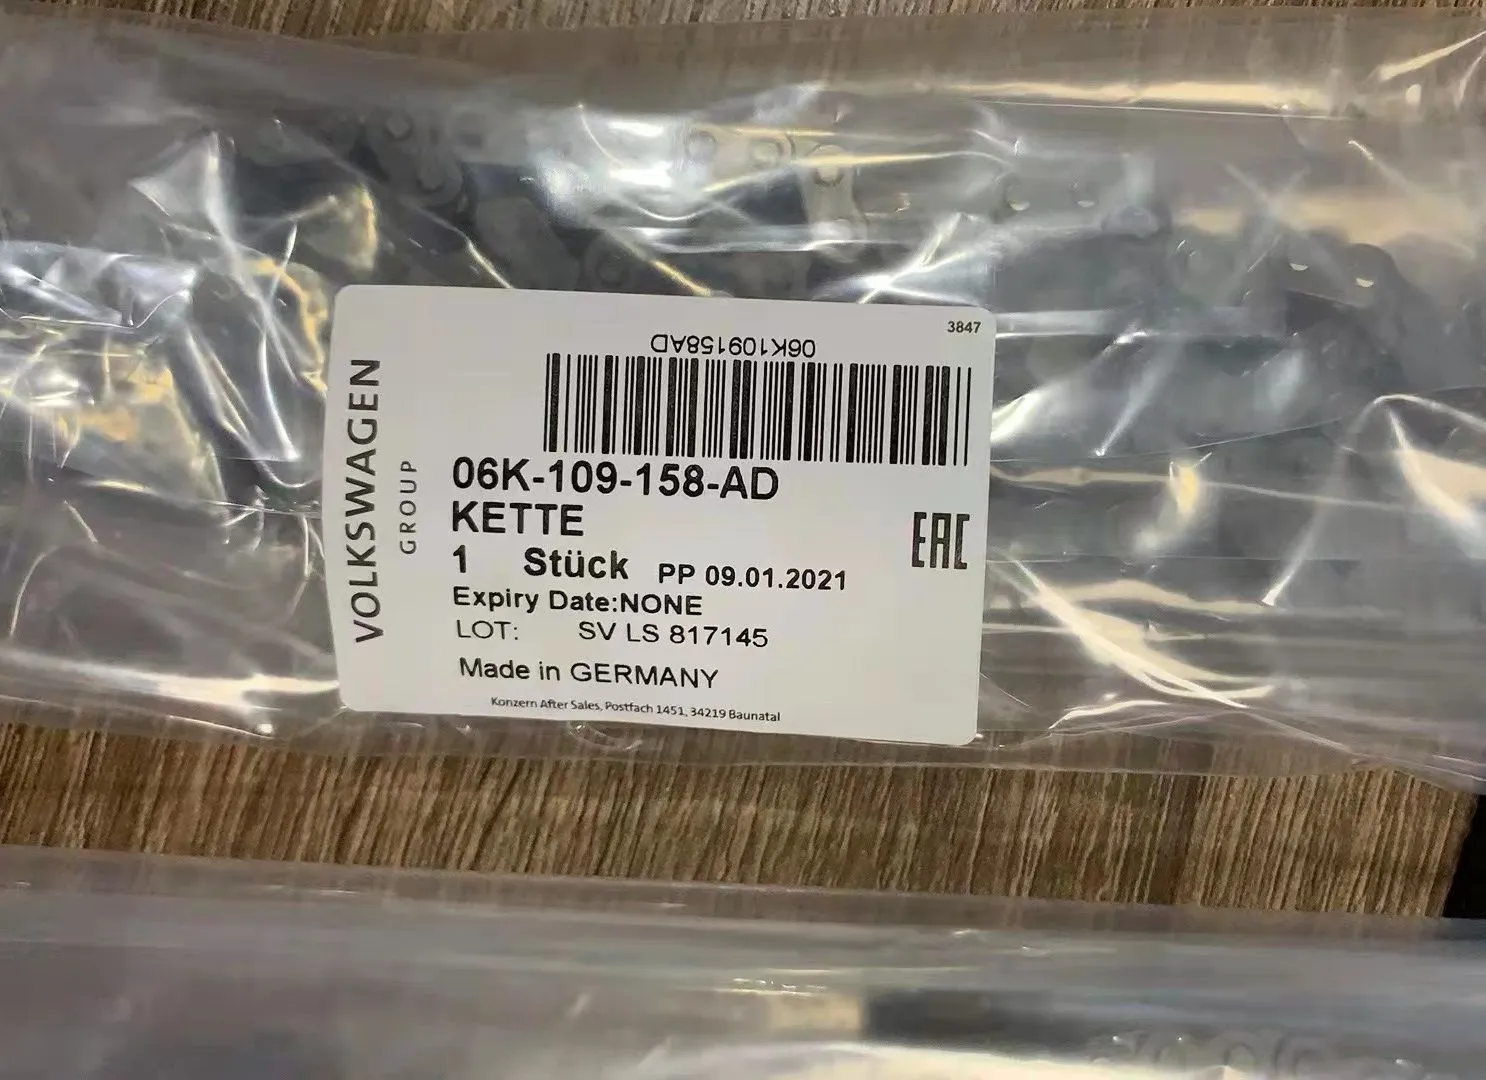 3847
06K109158AD
VOLKSWAGEN
GROUP
06K-109-158-AD
KETTE
1 Stück PP 09.01.2021
EAC
Expiry Date:NONE
LOT: SV LS 817145
Made in GERMANY
Konzern After Sales, Postfach 1451, 34219 Baunatal